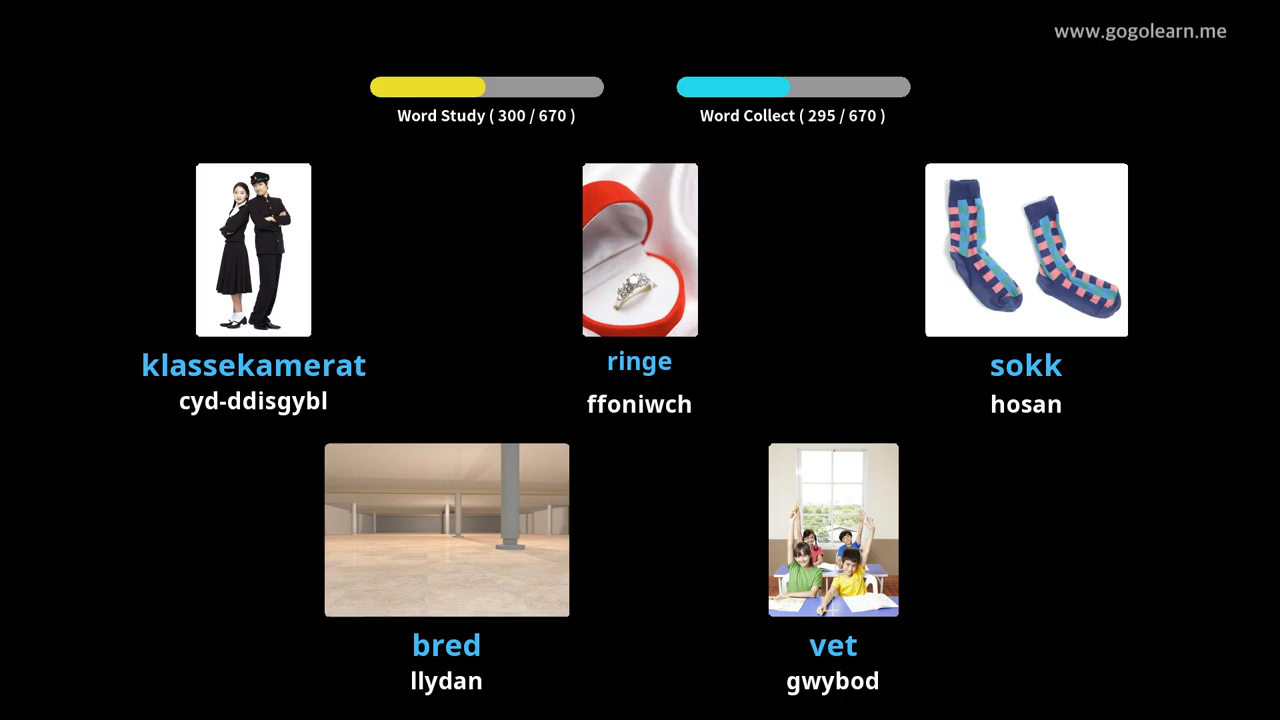 www.gogolearn.me
Word Study ( 300 / 670 )
Word Collect ( 295 / 670 )
klassekamerat
cyd-ddisgybl
ringe
ffoniwch
sokk
hosan
bred
llydan
vet
gwybod